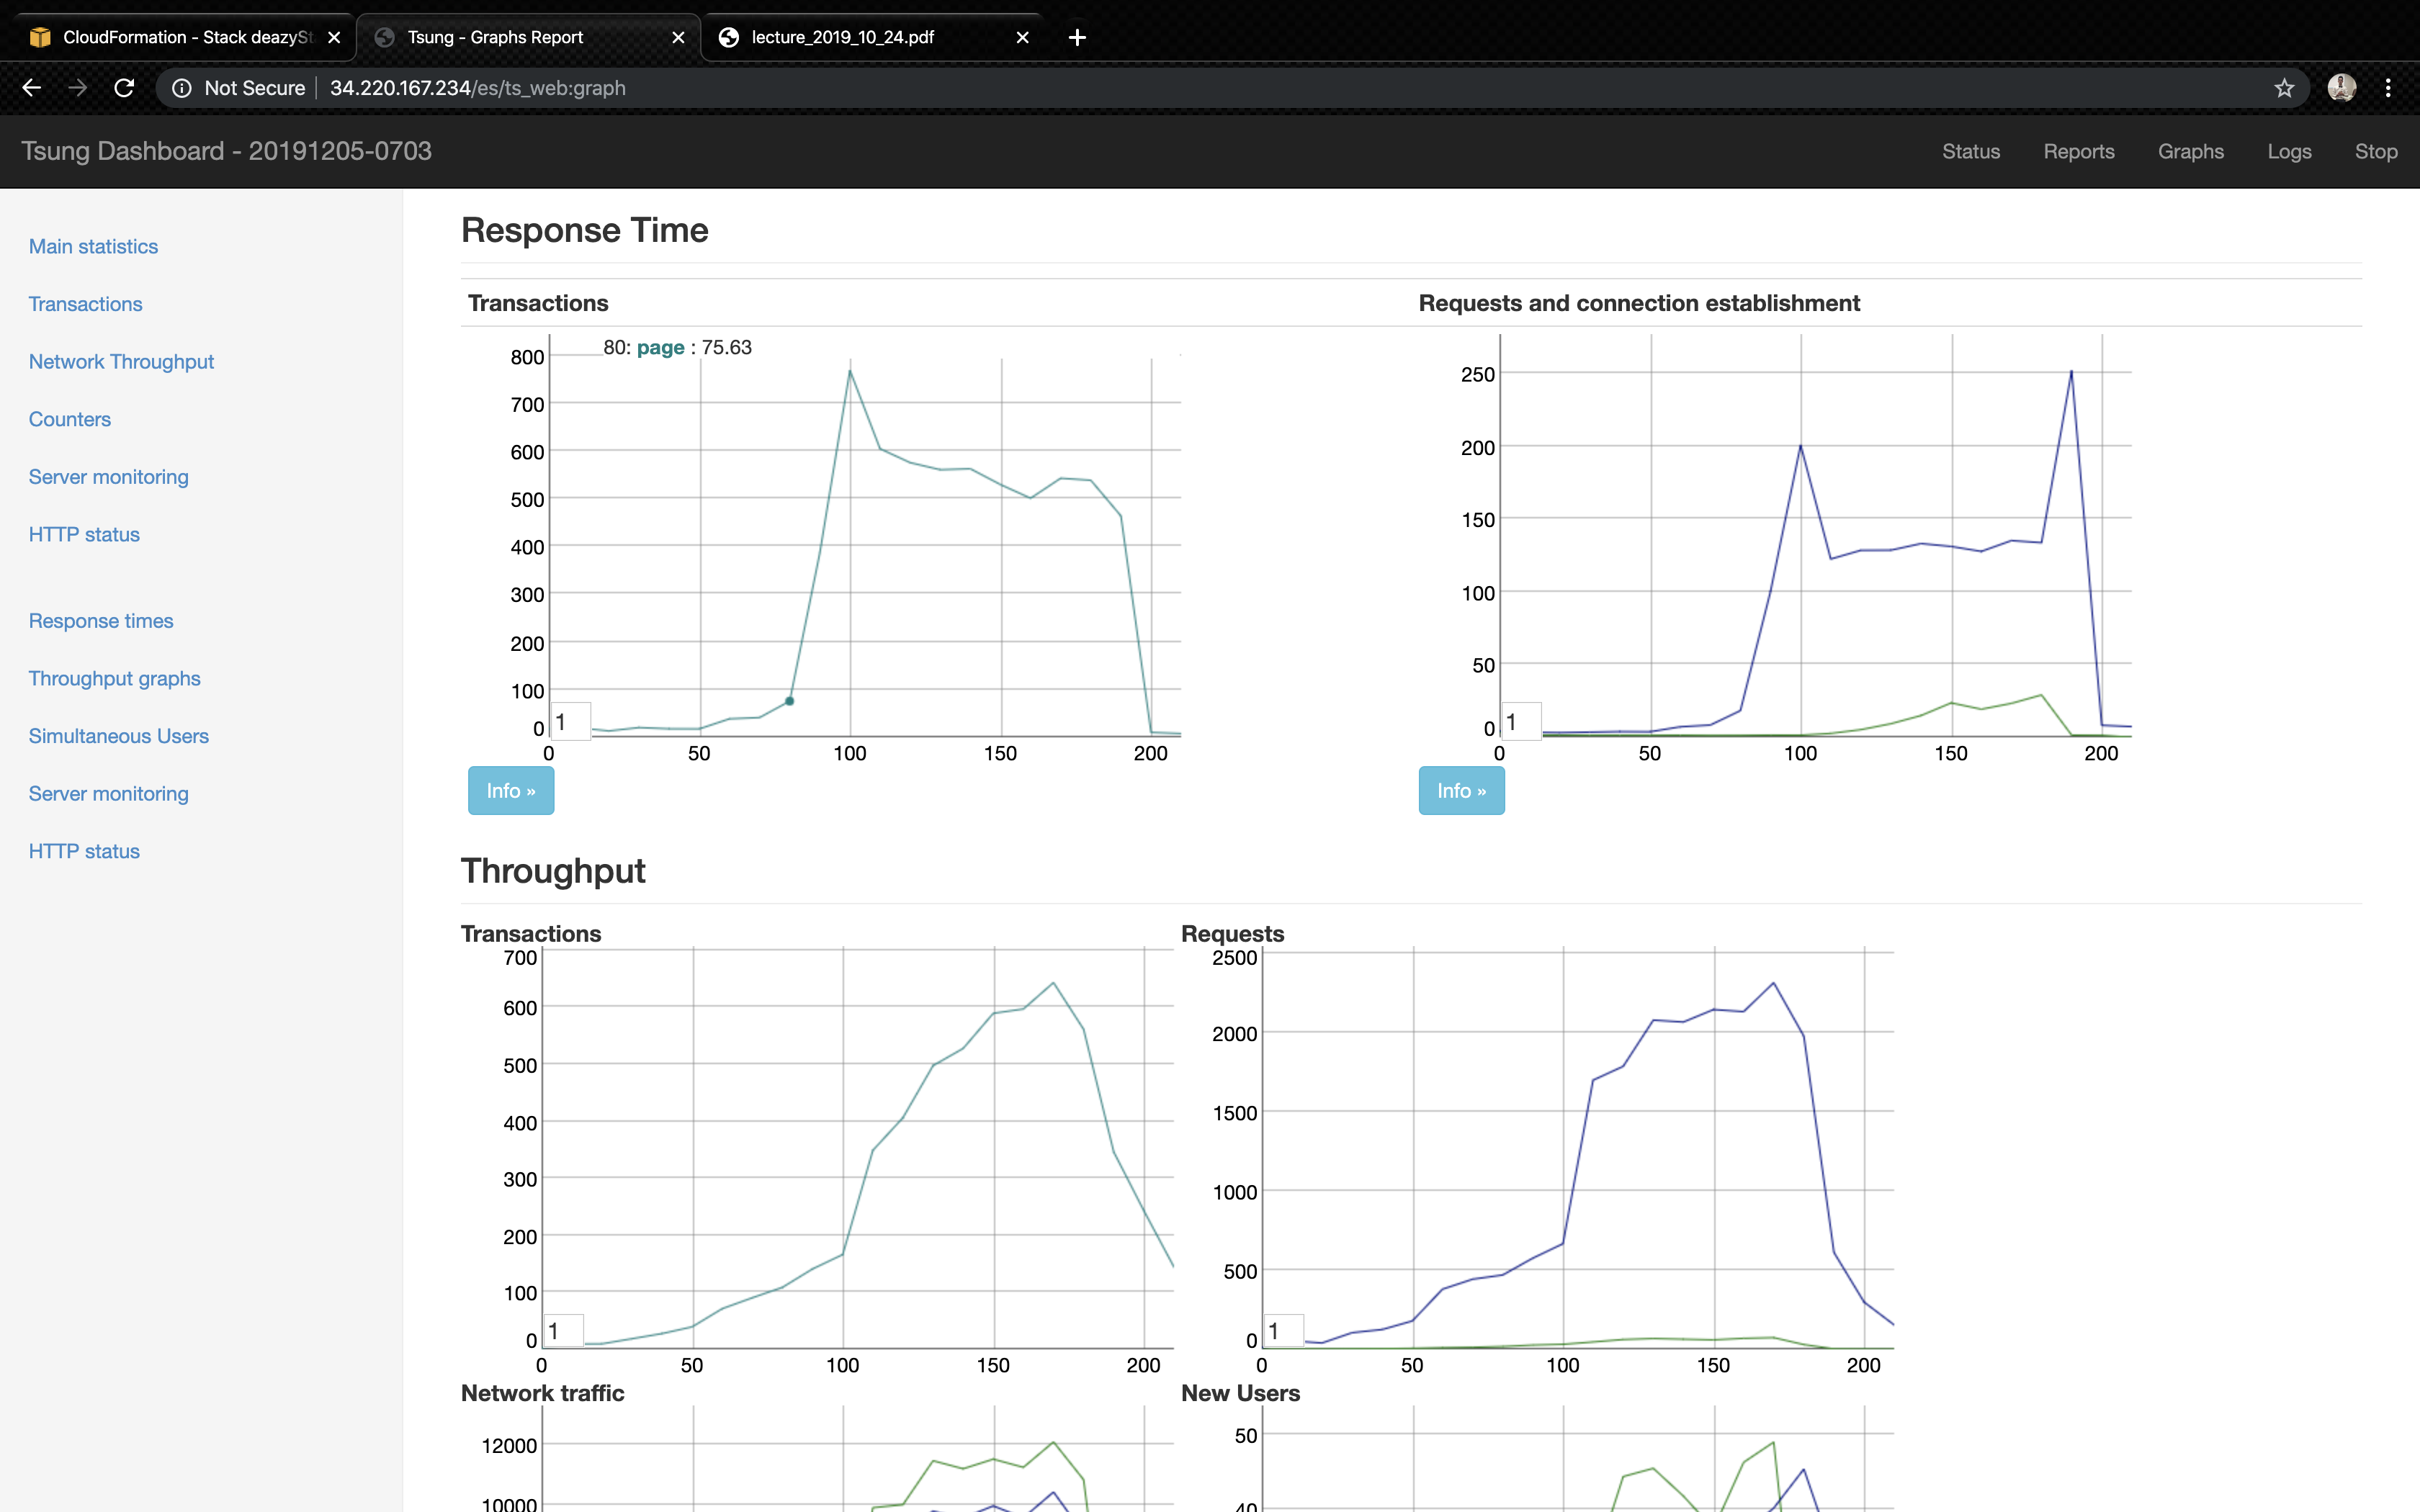 CloudFormation - Stack deazySt
Tsung - Graphs Report
lecture_2019_10_24.pdf
Not Secure 34.220.167.234/es/ts_web:graph
Tsung Dashboard - 20191205-0703
Status Reports Graphs Logs Stop
Main statistics
Transactions
Network Throughput
Counters
Server monitoring
HTTP status
Response times
Throughput graphs
Simultaneous Users
Server monitoring
HTTP status
Response Time
Transactions
80: page : 75.63
800
700
600
500
400
300
200
100
0
1
0 50 100 150 200
Info »
Requests and connection establishment
250
200
150
100
50
0
1
0 50 100 150 200
Info »
Throughput
Transactions
700
600
500
400
300
200
100
0
1
0 50 100 150 200
Requests
2500
2000
1500
1000
500
0
1
0 50 100 150 200
Network traffic
12000
10000
New Users
50
40